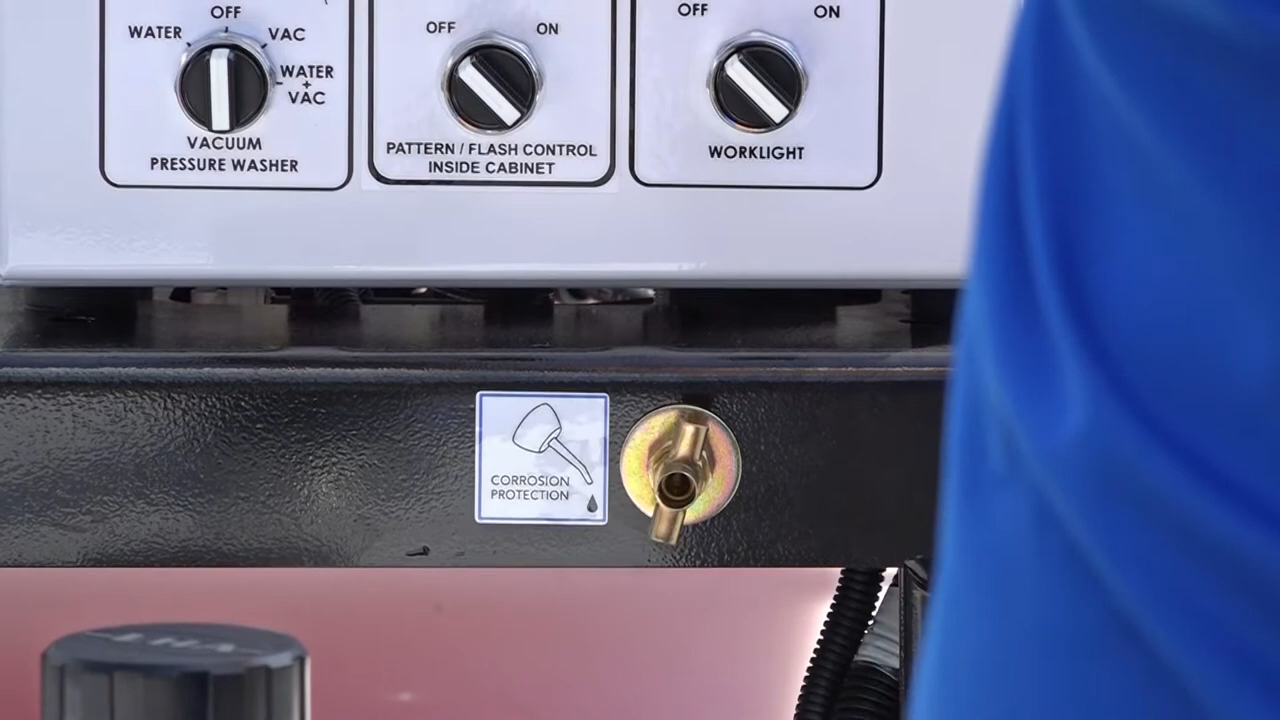 OFF
WATER
VAC
WATER
+
VAC
VACUUM
PRESSURE WASHER
OFF
ON
PATTERN / FLASH CONTROL
INSIDE CABINET
OFF
ON
WORKLIGHT
CORROSION
PROTECTION